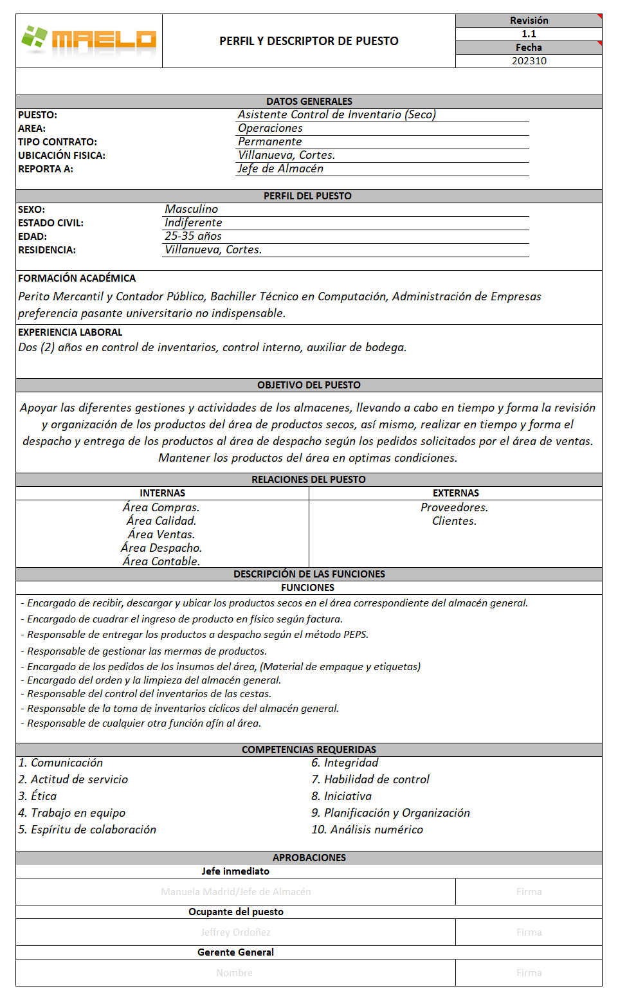 MAELO
PERFIL Y DESCRIPTOR DE PUESTO
Revisión
1.1
Fecha
202310
DATOS GENERALES
PUESTO: Asistente Control de Inventario (Seco)
AREA: Operaciones
TIPO CONTRATO: Permanente
UBICACIÓN FISICA: Villanueva, Cortes.
REPORTA A: Jefe de Almacén
PERFIL DEL PUESTO
SEXO: Masculino
ESTADO CIVIL: Indiferente
EDAD: 25-35 años
RESIDENCIA: Villanueva, Cortes.
FORMACIÓN ACADÉMICA
Perito Mercantil y Contador Público, Bachiller Técnico en Computación, Administración de Empresas
preferencia pasante universitario no indispensable.
EXPERIENCIA LABORAL
Dos (2) años en control de inventarios, control interno, auxiliar de bodega.
OBJETIVO DEL PUESTO
Apoyar las diferentes gestiones y actividades de los almacenes, llevando a cabo en tiempo y forma la revisión
y organización de los productos del área de productos secos, así mismo, realizar en tiempo y forma el
despacho y entrega de los productos al área de despacho según los pedidos solicitados por el área de ventas.
Mantener los productos del área en optimas condiciones.
RELACIONES DEL PUESTO
INTERNAS
Área Compras.
Área Calidad.
Área Ventas.
Área Despacho.
Área Contable.
EXTERNAS
Proveedores.
Clientes.
DESCRIPCIÓN DE LAS FUNCIONES
FUNCIONES
- Encargado de recibir, descargar y ubicar los productos secos en el área correspondiente del almacén general.
- Encargado de cuadrar el ingreso de producto en físico según factura.
- Responsable de entregar los productos a despacho según el método PEPS.
- Responsable de gestionar las mermas de productos.
- Encargado de los pedidos de los insumos del área, (Material de empaque y etiquetas)
- Encargado del orden y la limpieza del almacén general.
- Responsable del control del inventarios de las cestas.
- Responsable de la toma de inventarios cíclicos del almacén general.
- Responsable de cualquier otra función afín al área.
COMPETENCIAS REQUERIDAS
1. Comunicación
2. Actitud de servicio
3. Ética
4. Trabajo en equipo
5. Espíritu de colaboración
6. Integridad
7. Habilidad de control
8. Iniciativa
9. Planificación y Organización
10. Análisis numérico
APROBACIONES
Jefe inmediato
Manuela Madrid/Jefe de Almacén Firma
Ocupante del puesto
Jeffrey Ordoñez Firma
Gerente General
Nombre Firma